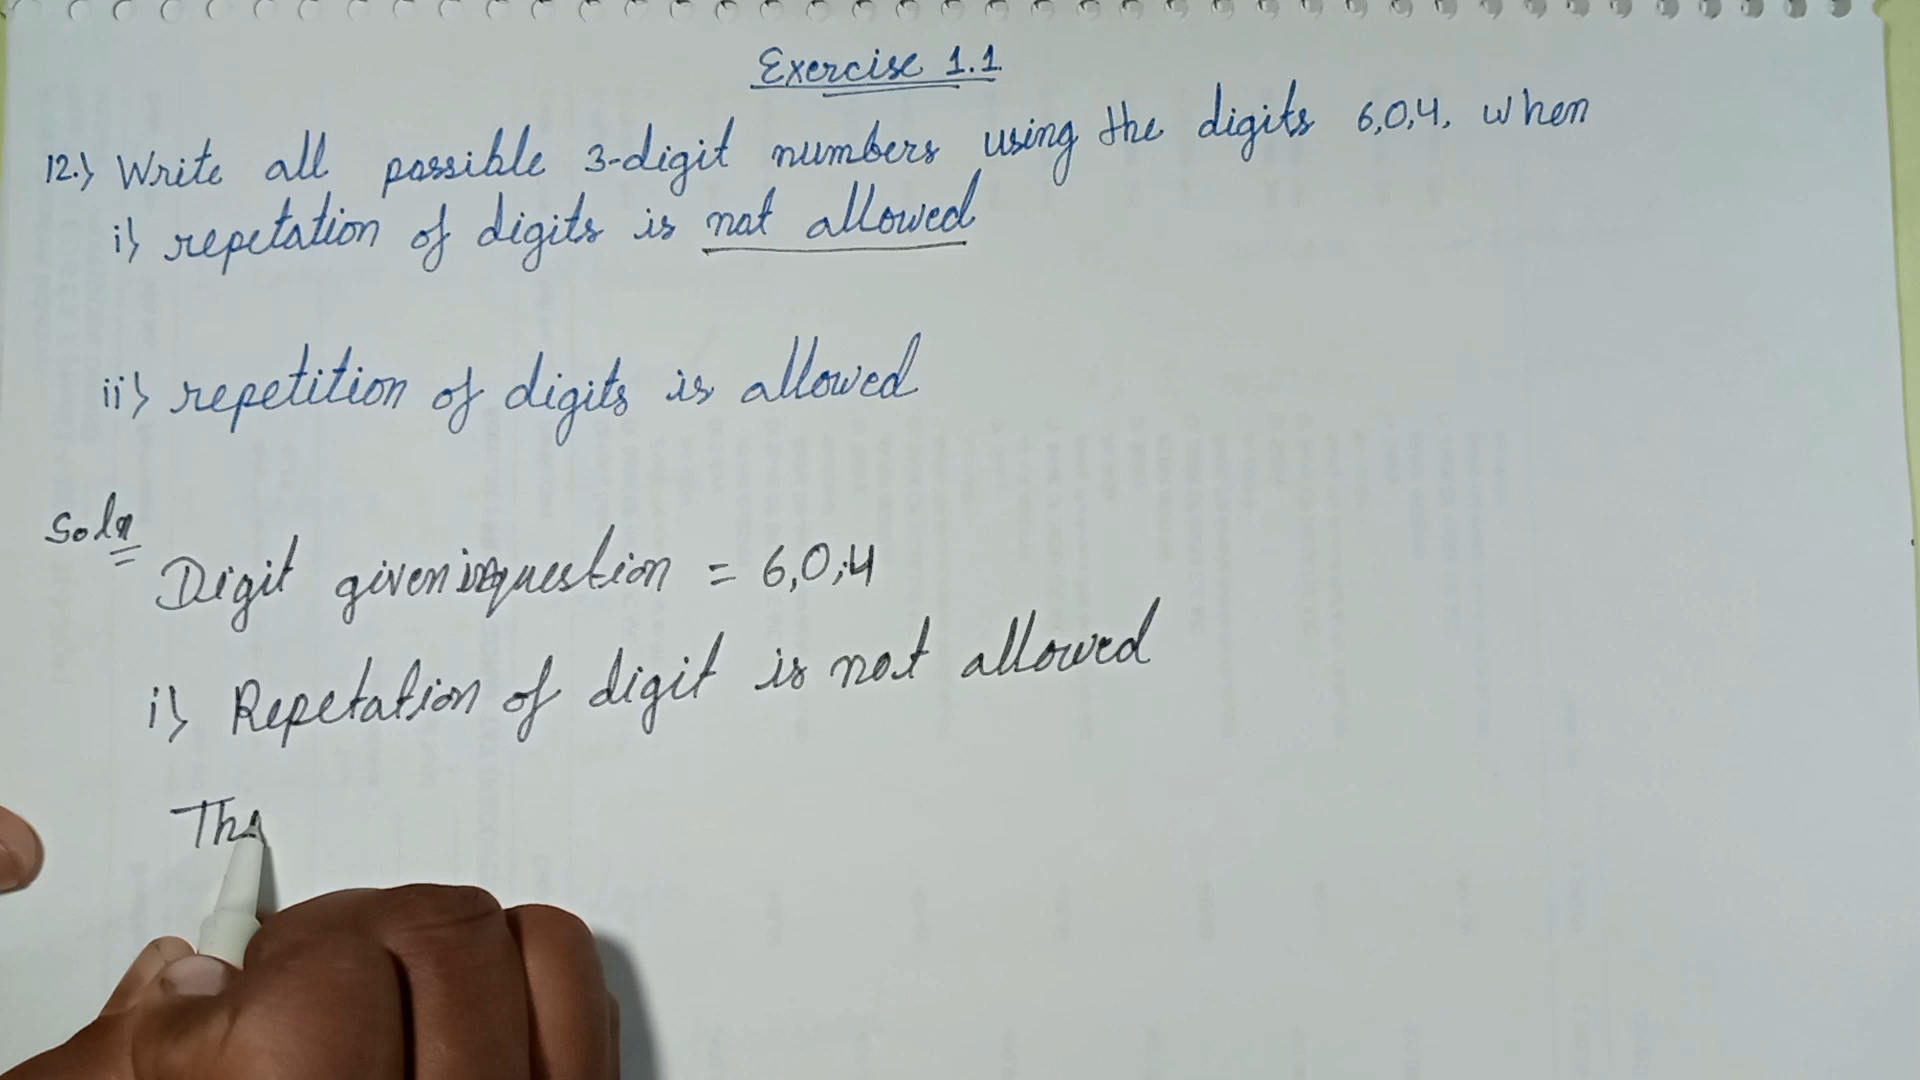 Exercise 1.1
12.) Write all possible 3-digit numbers using the digits 6,0,4, when
i) repetation of digits is not allowed
ii) repetition of digits is allowed
Soln
Digit given in question = 6,0,4
i) Repetation of digit is not allowed
The